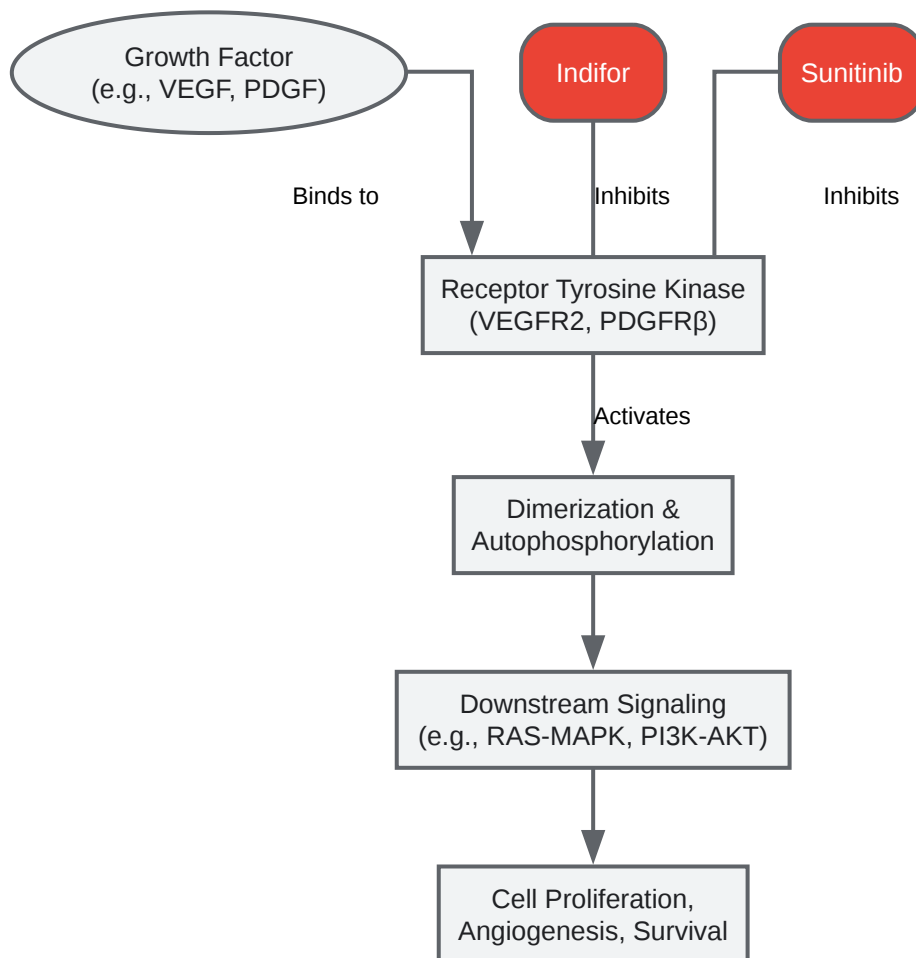 Growth Factor
(e.g., VEGF, PDGF)
Indifor
Sunitinib
Binds to
Inhibits
Inhibits
Receptor Tyrosine Kinase
(VEGFR2, PDGFRβ)
Activates
Dimerization &
Autophosphorylation
Downstream Signaling
(e.g., RAS-MAPK, PI3K-AKT)
Cell Proliferation,
Angiogenesis, Survival